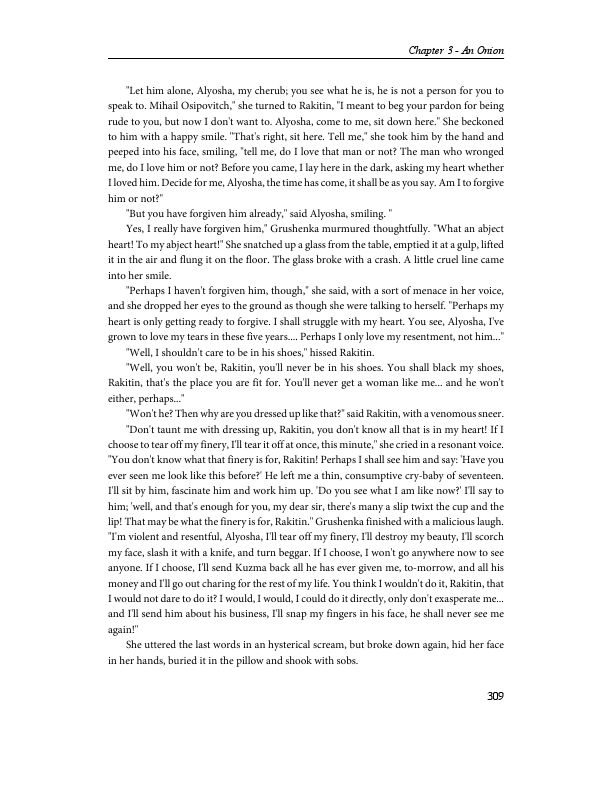 Chapter 3 - An Onion
"Let him alone, Alyosha, my cherub; you see what he is, he is not a person for you to
speak to. Mihail Osipovitch," she turned to Rakitin, "I meant to beg your pardon for being
rude to you, but now I don't want to. Alyosha, come to me, sit down here." She beckoned
to him with a happy smile. "That's right, sit here. Tell me," she took him by the hand and
peeped into his face, smiling, "tell me, do I love that man or not? The man who wronged
me, do I love him or not? Before you came, I lay here in the dark, asking my heart whether
I loved him. Decide for me, Alyosha, the time has come, it shall be as you say. Am I to forgive
him or not?"
"But you have forgiven him already," said Alyosha, smiling. "
Yes, I really have forgiven him," Grushenka murmured thoughtfully. "What an abject
heart! To my abject heart!" She snatched up a glass from the table, emptied it at a gulp, lifted
it in the air and flung it on the floor. The glass broke with a crash. A little cruel line came
into her smile.
"Perhaps I haven't forgiven him, though," she said, with a sort of menace in her voice,
and she dropped her eyes to the ground as though she were talking to herself. "Perhaps my
heart is only getting ready to forgive. I shall struggle with my heart. You see, Alyosha, I've
grown to love my tears in these five years.... Perhaps I only love my resentment, not him..."
"Well, I shouldn't care to be in his shoes," hissed Rakitin.
"Well, you won't be, Rakitin, you'll never be in his shoes. You shall black my shoes,
Rakitin, that's the place you are fit for. You'll never get a woman like me... and he won't
either, perhaps..."
"Won't he? Then why are you dressed up like that?" said Rakitin, with a venomous sneer.
"Don't taunt me with dressing up, Rakitin, you don't know all that is in my heart! If I
choose to tear off my finery, I'll tear it off at once, this minute," she cried in a resonant voice.
"You don't know what that finery is for, Rakitin! Perhaps I shall see him and say: 'Have you
ever seen me look like this before?' He left me a thin, consumptive cry-baby of seventeen.
I'll sit by him, fascinate him and work him up. 'Do you see what I am like now?' I'll say to
him; 'well, and that's enough for you, my dear sir, there's many a slip twixt the cup and the
lip! That may be what the finery is for, Rakitin." Grushenka finished with a malicious laugh.
"I'm violent and resentful, Alyosha, I'll tear off my finery, I'll destroy my beauty, I'll scorch
my face, slash it with a knife, and turn beggar. If I choose, I won't go anywhere now to see
anyone. If I choose, I'll send Kuzma back all he has ever given me, to-morrow, and all his
money and I'll go out charing for the rest of my life. You think I wouldn't do it, Rakitin, that
I would not dare to do it? I would, I would, I could do it directly, only don't exasperate me...
and I'll send him about his business, I'll snap my fingers in his face, he shall never see me
again!"
She uttered the last words in an hysterical scream, but broke down again, hid her face
in her hands, buried it in the pillow and shook with sobs.
309